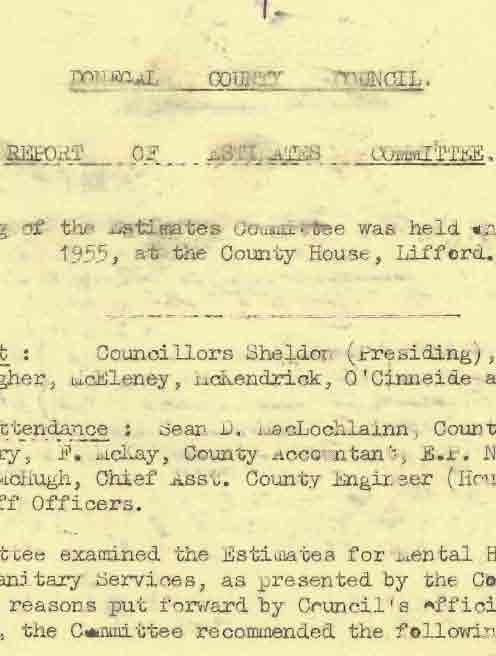 DONEGAL COUNTY COUNCIL.
REPORT OF ESTIMATES COMMITTEE.
g of the Estimates Committee was held on
1955, at the County House, Lifford.
t : Councillors Sheldon (Presiding),
gher, McEleney, McKendrick, O'Cinneide a
ttendance : Sean D. MacLochlainn, Count
ry, F. McKay, County Accountant, E.P. N
McHugh, Chief Asst. County Engineer (Hou
ff Officers.
ttee examined the Estimates for Mental H
anitary Services, as presented by the Co
reasons put forward by Council's offici
, the Committee recommended the followin